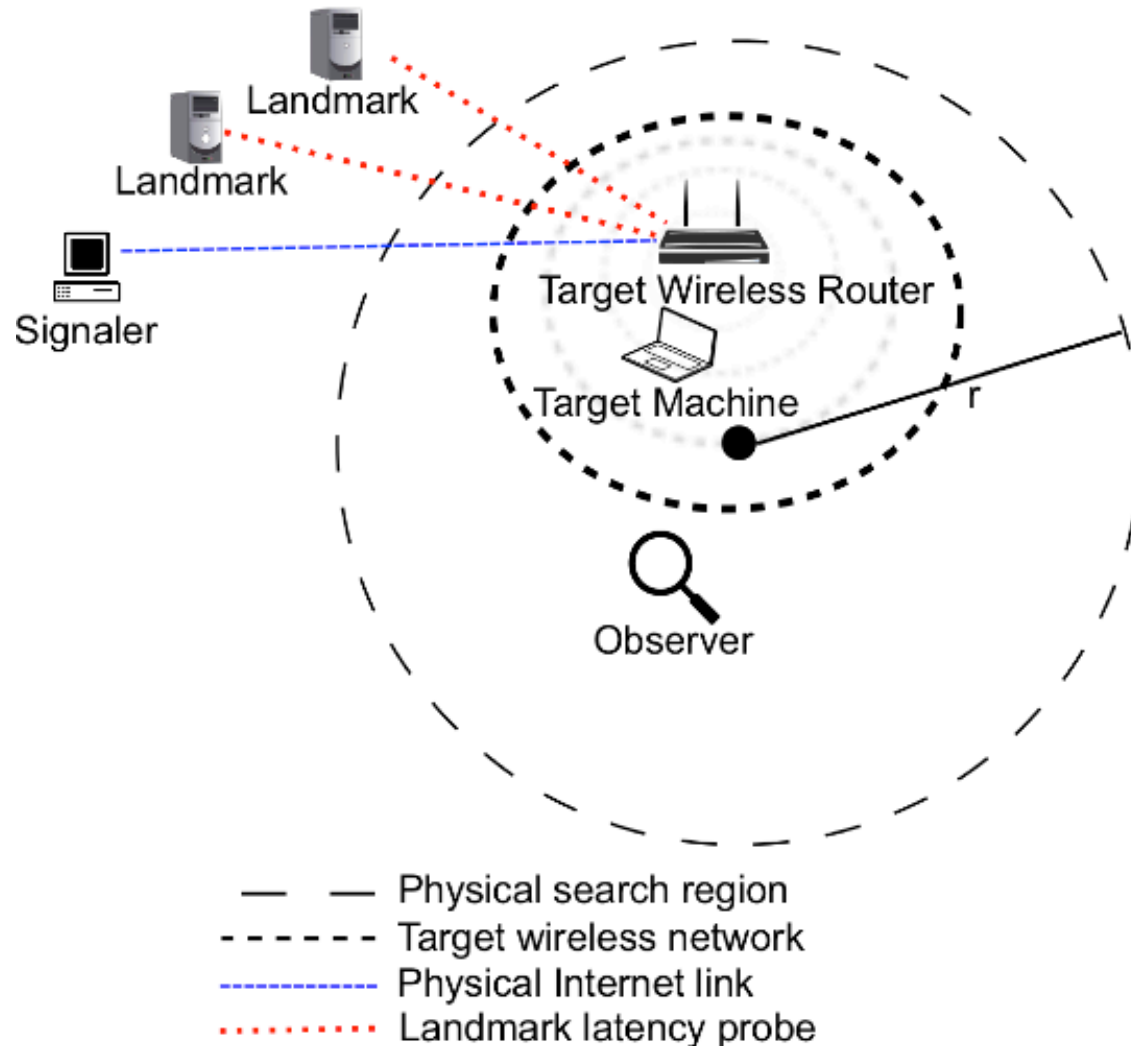 Landmark
Landmark
Signaler
Target Wireless Router
Target Machine
r
Observer
Physical search region
Target wireless network
Physical Internet link
Landmark latency probe